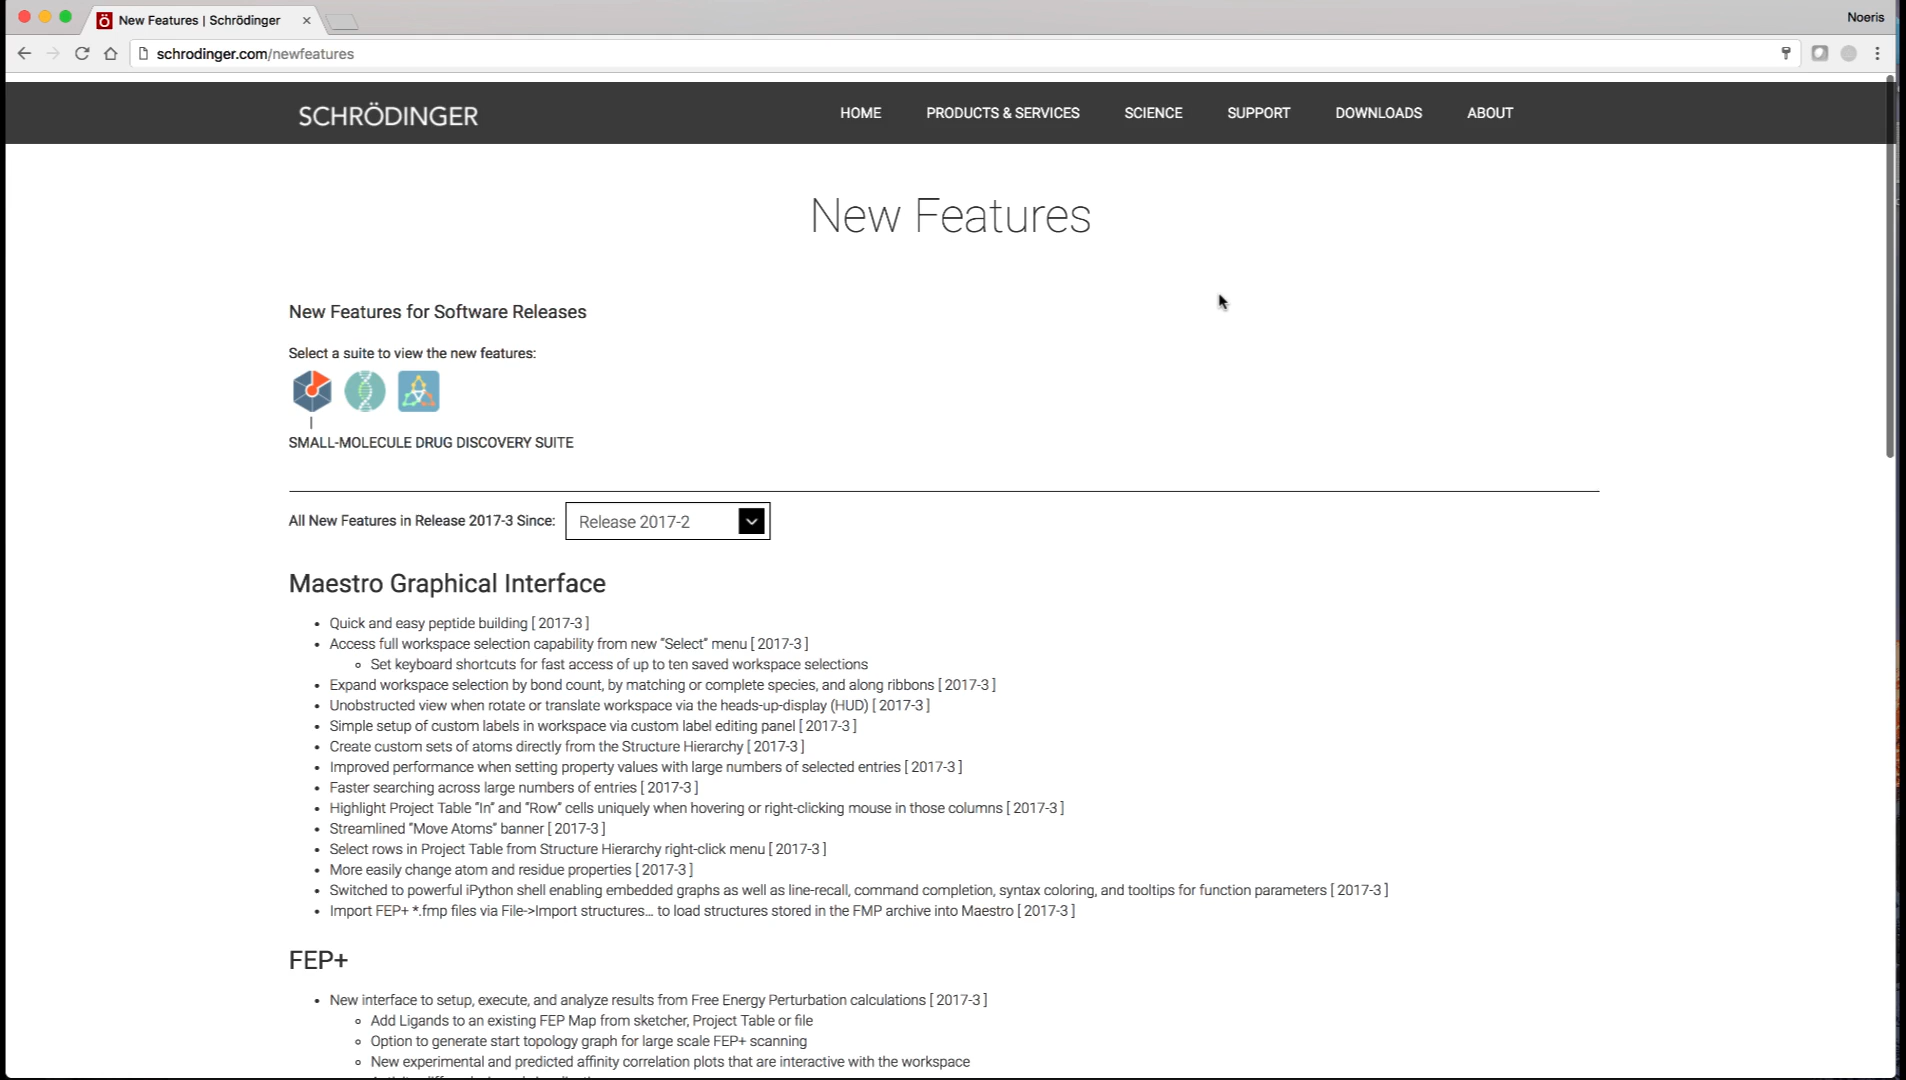 New Features | Schrödinger
Noeris
schrodinger.com/newfeatures
SCHRÖDINGER
HOME PRODUCTS & SERVICES SCIENCE SUPPORT DOWNLOADS ABOUT
New Features
New Features for Software Releases
Select a suite to view the new features:
SMALL-MOLECULE DRUG DISCOVERY SUITE
All New Features in Release 2017-3 Since: Release 2017-2
Maestro Graphical Interface
• Quick and easy peptide building [ 2017-3 ]
• Access full workspace selection capability from new “Select” menu [ 2017-3 ]
◦ Set keyboard shortcuts for fast access of up to ten saved workspace selections
• Expand workspace selection by bond count, by matching or complete species, and along ribbons [ 2017-3 ]
• Unobstructed view when rotate or translate workspace via the heads-up-display (HUD) [ 2017-3 ]
• Simple setup of custom labels in workspace via custom label editing panel [ 2017-3 ]
• Create custom sets of atoms directly from the Structure Hierarchy [ 2017-3 ]
• Improved performance when setting property values with large numbers of selected entries [ 2017-3 ]
• Faster searching across large numbers of entries [ 2017-3 ]
• Highlight Project Table “In” and “Row” cells uniquely when hovering or right-clicking mouse in those columns [ 2017-3 ]
• Streamlined “Move Atoms” banner [ 2017-3 ]
• Select rows in Project Table from Structure Hierarchy right-click menu [ 2017-3 ]
• More easily change atom and residue properties [ 2017-3 ]
• Switched to powerful iPython shell enabling embedded graphs as well as line-recall, command completion, syntax coloring, and tooltips for function parameters [ 2017-3 ]
• Import FEP+ *.fmp files via File->Import structures… to load structures stored in the FMP archive into Maestro [ 2017-3 ]
FEP+
• New interface to setup, execute, and analyze results from Free Energy Perturbation calculations [ 2017-3 ]
◦ Add Ligands to an existing FEP Map from sketcher, Project Table or file
◦ Option to generate start topology graph for large scale FEP+ scanning
◦ New experimental and predicted affinity correlation plots that are interactive with the workspace